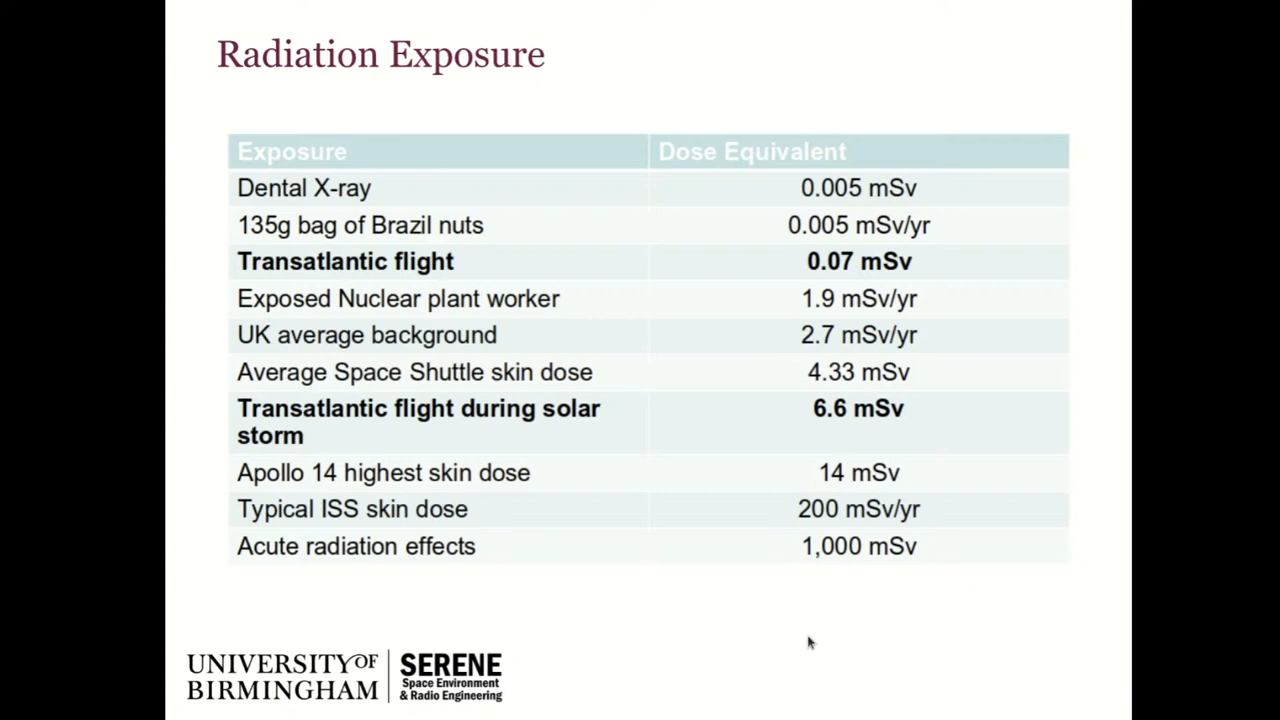 Radiation Exposure
Exposure Dose Equivalent
Dental X-ray 0.005 mSv
135g bag of Brazil nuts 0.005 mSv/yr
Transatlantic flight 0.07 mSv
Exposed Nuclear plant worker 1.9 mSv/yr
UK average background 2.7 mSv/yr
Average Space Shuttle skin dose 4.33 mSv
Transatlantic flight during solar 6.6 mSv
storm
Apollo 14 highest skin dose 14 mSv
Typical ISS skin dose 200 mSv/yr
Acute radiation effects 1,000 mSv
UNIVERSITY OF
BIRMINGHAM
SERENE
Space Environment
& Radio Engineering